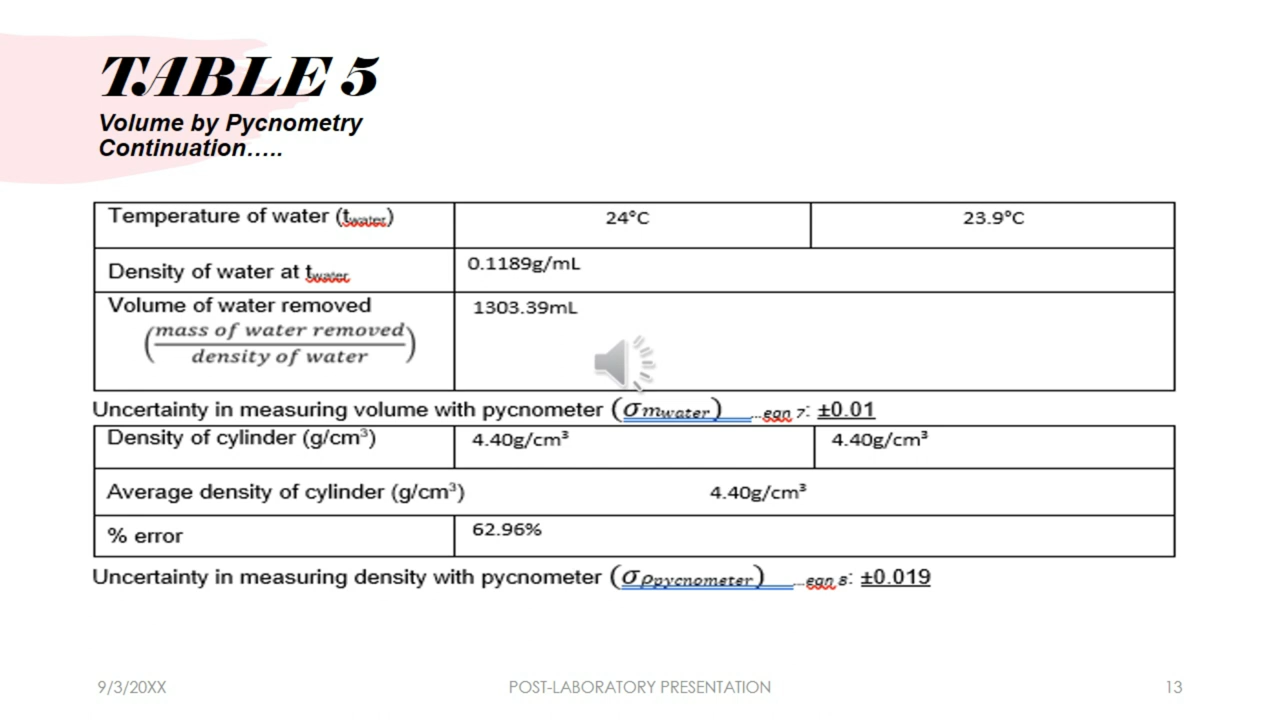 TABLE 5
Volume by Pycnometry
Continuation…..
Temperature of water (twater) 24°C 23.9°C
Density of water at twater 0.1189g/mL
Volume of water removed 1303.39mL
(mass of water removed
density of water)
Uncertainty in measuring volume with pycnometer (σmwater) ...eqn 7: ±0.01
Density of cylinder (g/cm³) 4.40g/cm³ 4.40g/cm³
Average density of cylinder (g/cm³) 4.40g/cm³
% error 62.96%
Uncertainty in measuring density with pycnometer (σρpycnometer) ...eqn 8: ±0.019
9/3/20XX POST-LABORATORY PRESENTATION 13